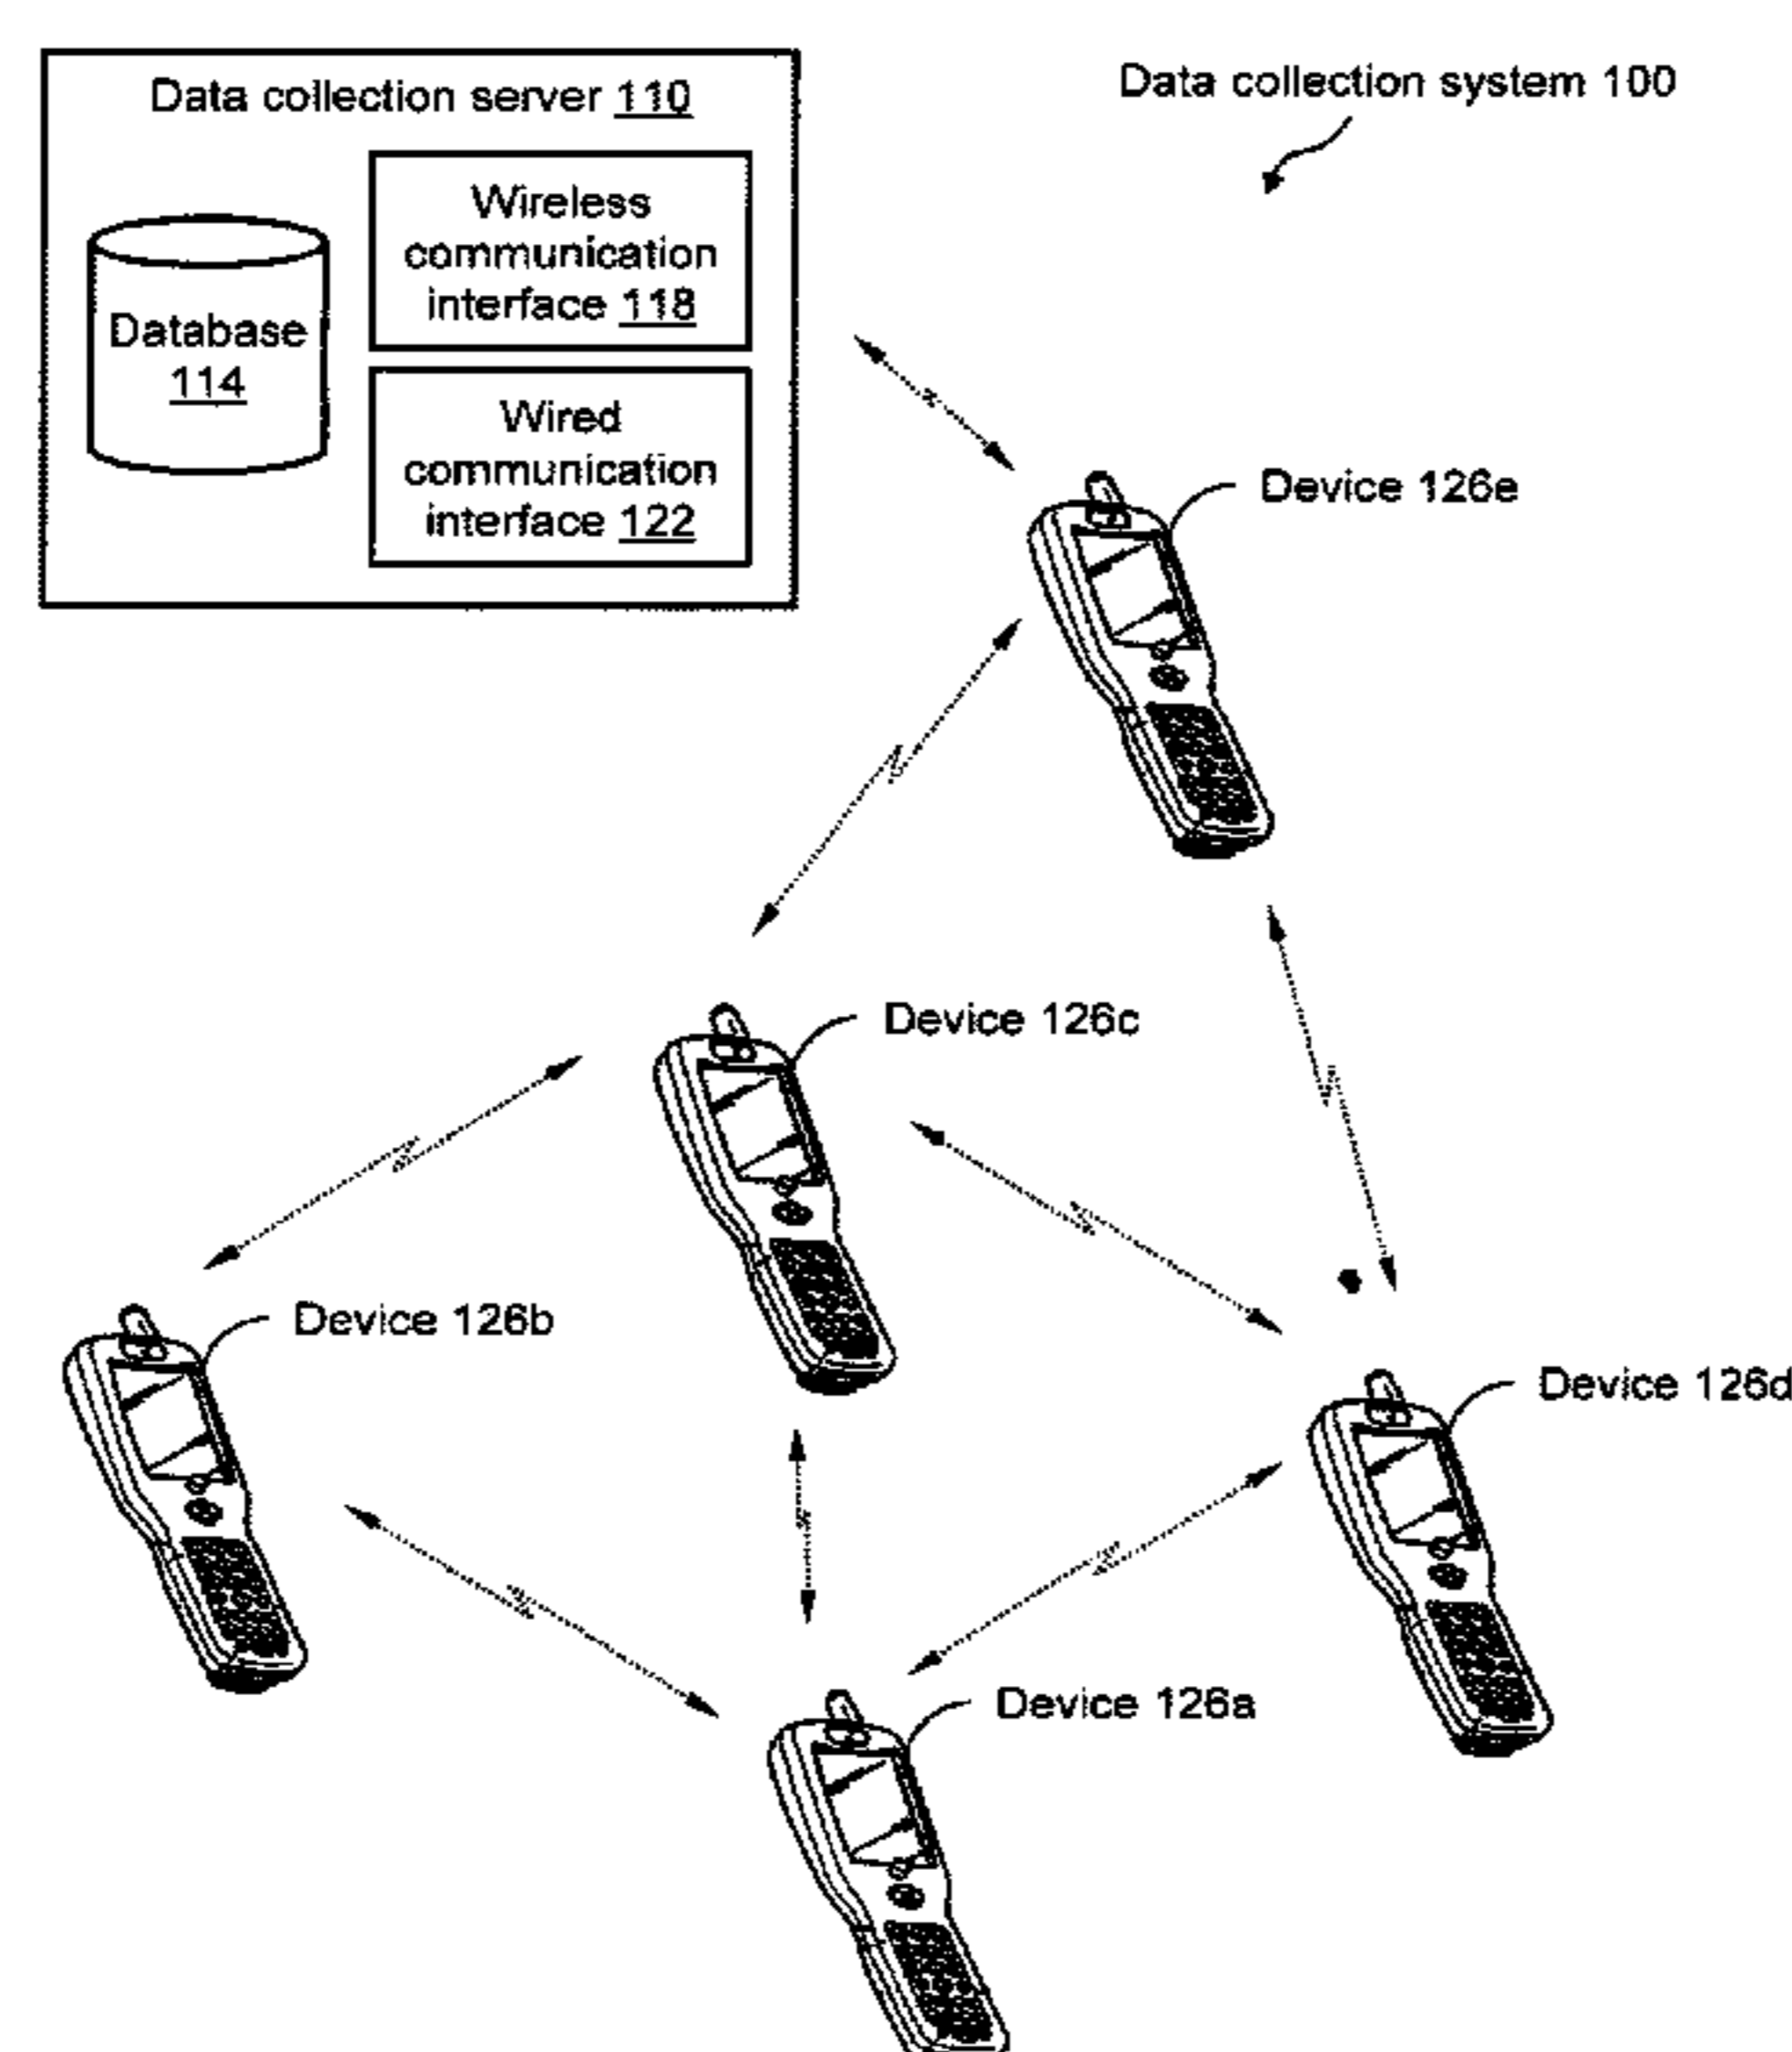 Data collection server 110
Data collection system 100
Wireless
communication
interface 118
Database
114
Wired
communication
interface 122
Device 126e
Device 126c
Device 126b
Device 126d
Device 126a